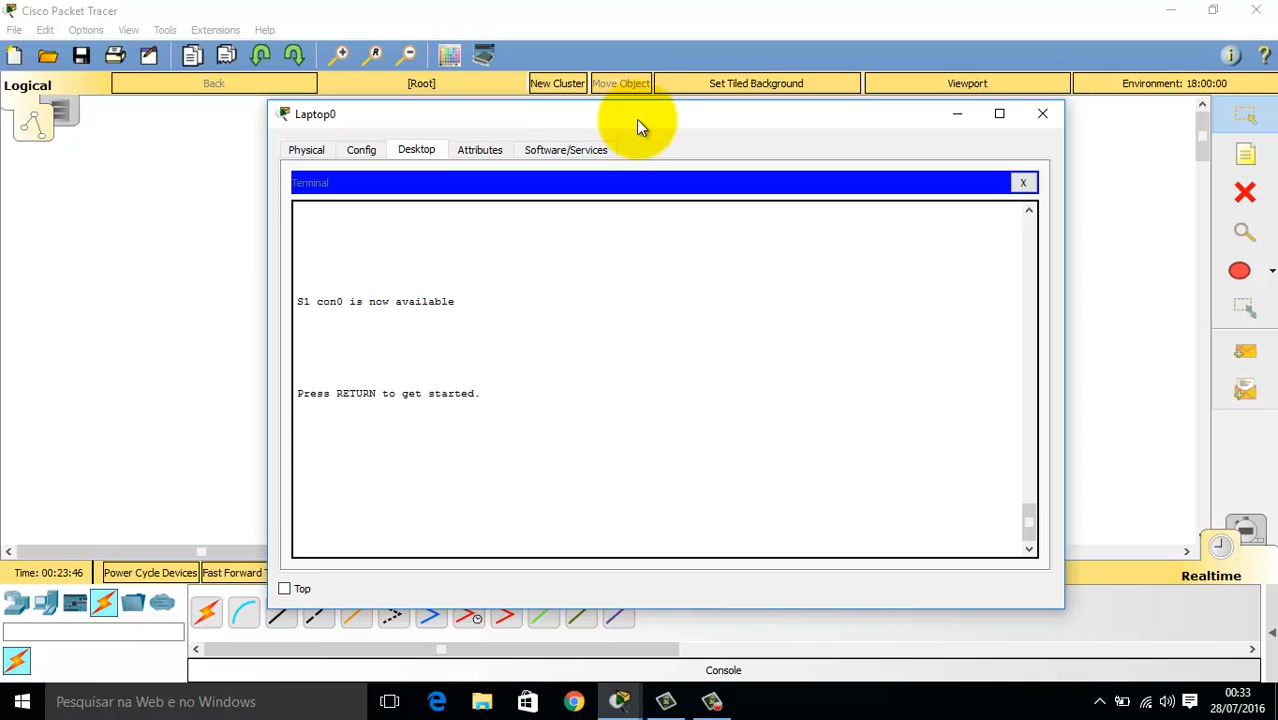 Cisco Packet Tracer
File Edit Options View Tools Extensions Help
Logical Back [Root] New Cluster Move Object Set Tiled Background Viewport Environment: 18:00:00
Laptop0
Physical Config Desktop Attributes Software/Services
Terminal X
S1 con0 is now available
Press RETURN to get started.
Top
Time: 00:23:46 Power Cycle Devices Fast Forward T
Realtime
Console
Pesquisar na Web e no Windows
00:33
28/07/2016